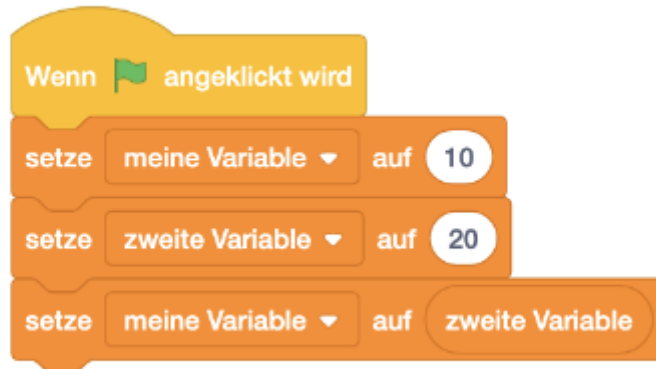 Wenn angeklickt wird
setze meine Variable auf 10
setze zweite Variable auf 20
setze meine Variable auf zweite Variable